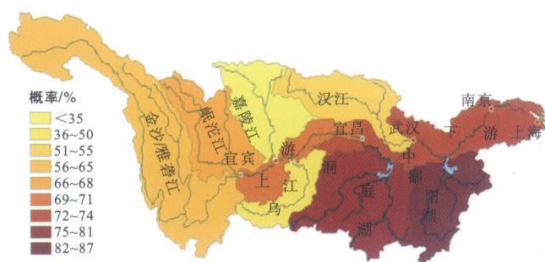 概率/%
<35
36~50
51~55
56~65
66~68
69~71
72~74
75~81
82~87
金沙/雅砻江
岷沱江
嘉陵江
汉江
宜宾
上
游
乌
江
宜昌
武汉
中
下
游
南京
上海
洞
庭
湖
鄱
阳
湖